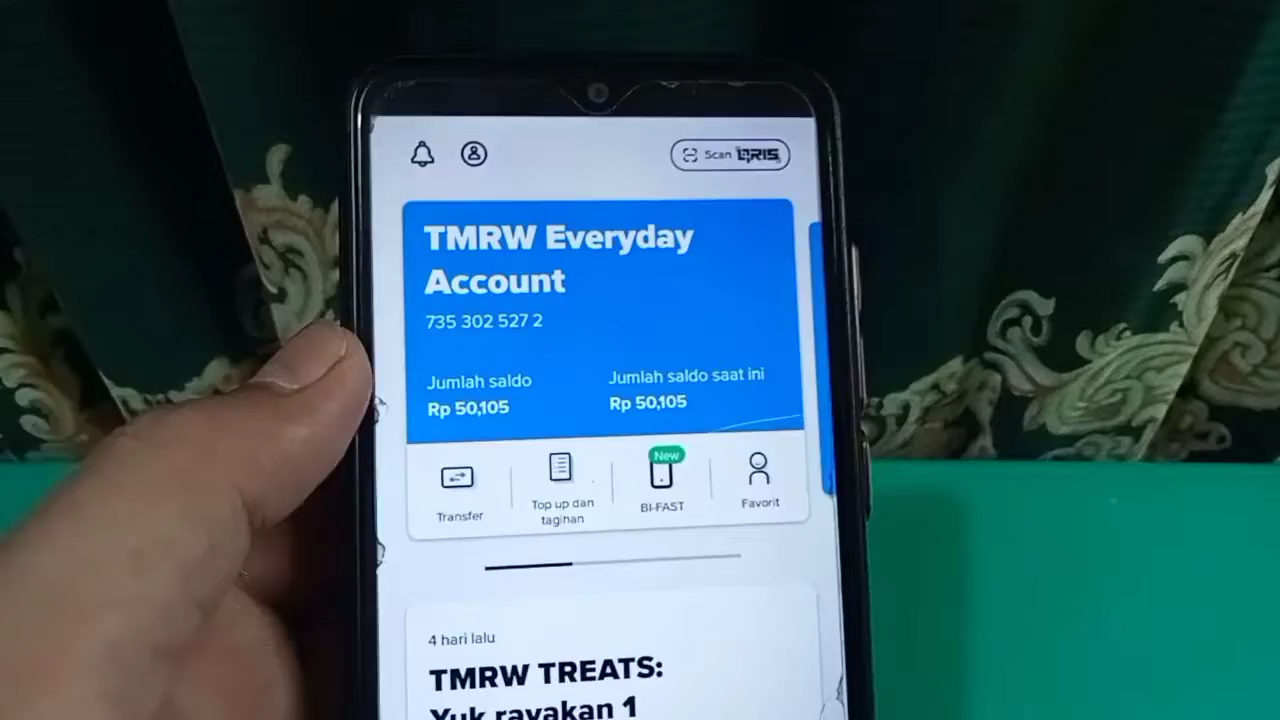 Scan QRIS
TMRW Everyday
Account
735 302 527 2
Jumlah saldo
Rp 50,105
Jumlah saldo saat ini
Rp 50,105
Transfer
Top up dan
tagihan
New
BI-FAST
Favorit
4 hari lalu
TMRW TREATS:
Yuk rayakan 1